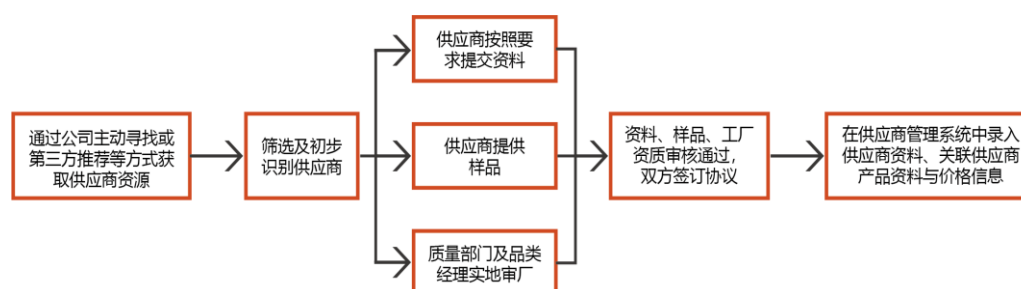 通过公司主动寻找或
第三方推荐等方式获
取供应商资源
筛选及初步
识别供应商
供应商按照要
求提交资料
供应商提供
样品
质量部门及品类
经理实地审厂
资料、样品、工厂
资质审核通过，
双方签订协议
在供应商管理系统中录入
供应商资料、关联供应商
产品资料与价格信息